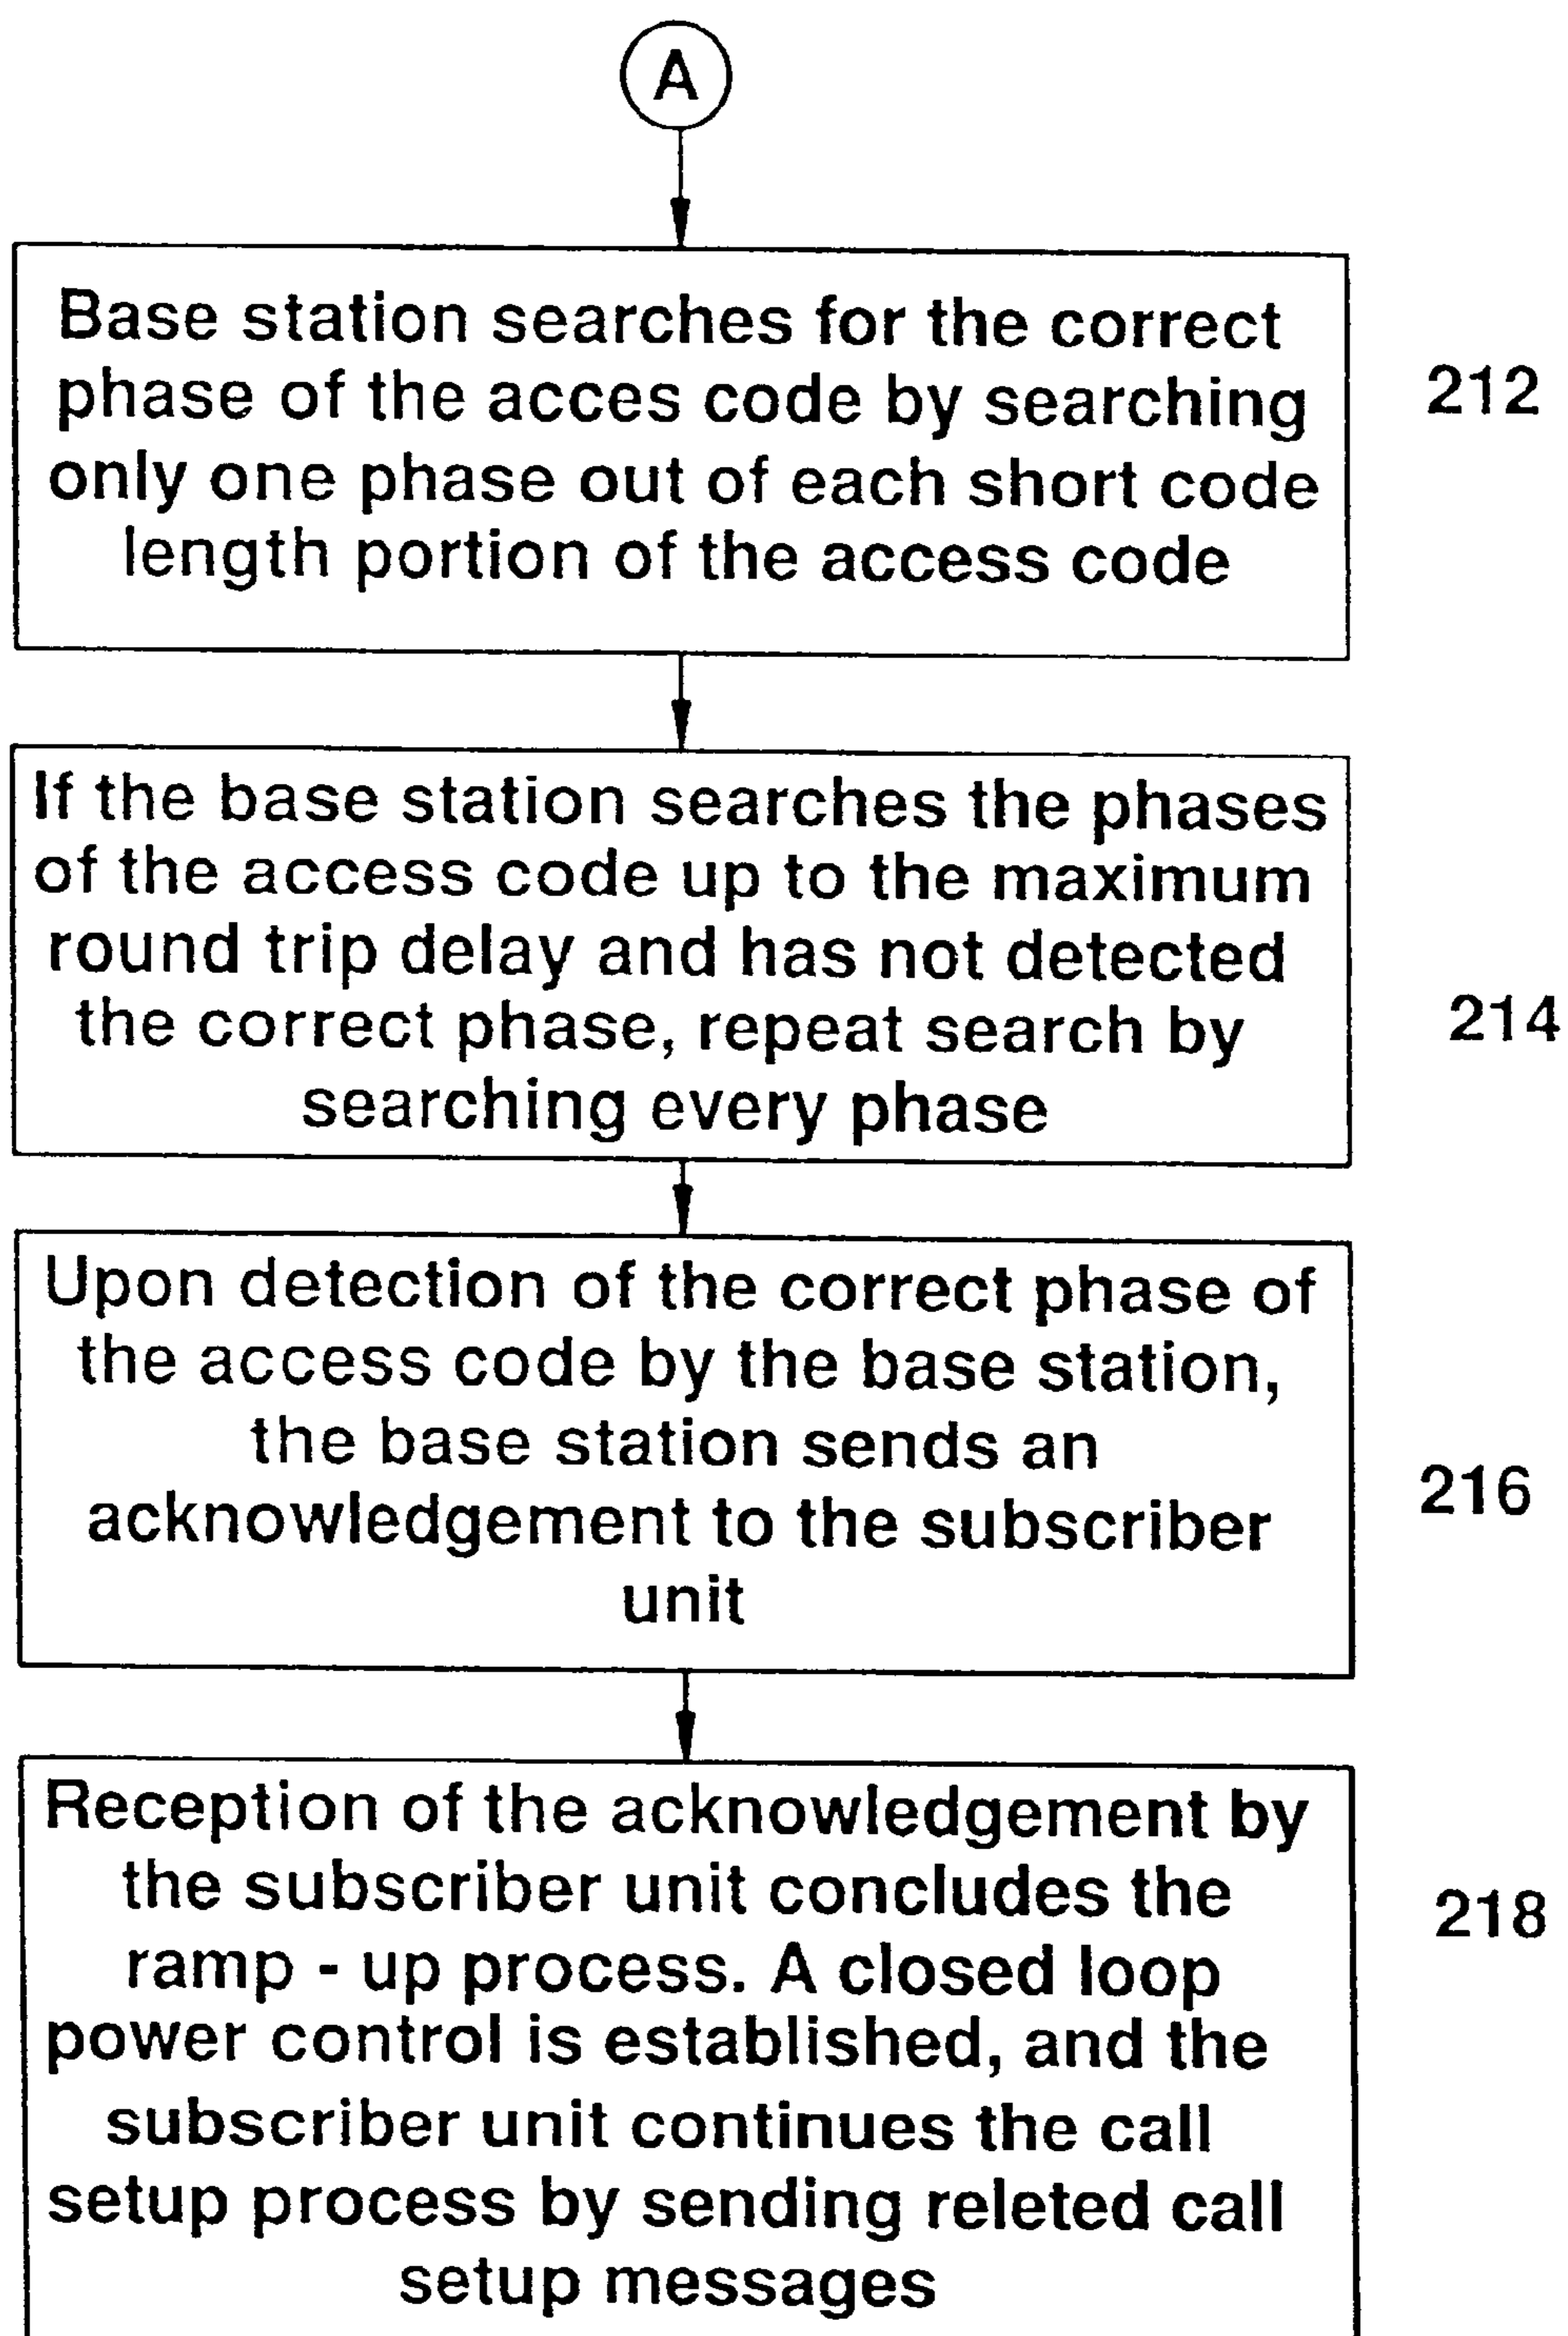 A
Base station searches for the correct
phase of the acces code by searching
only one phase out of each short code
length portion of the access code
212
If the base station searches the phases
of the access code up to the maximum
round trip delay and has not detected
the correct phase, repeat search by
searching every phase
214
Upon detection of the correct phase of
the access code by the base station,
the base station sends an
acknowledgement to the subscriber
unit
216
Reception of the acknowledgement by
the subscriber unit concludes the
ramp - up process. A closed loop
power control is established, and the
subscriber unit continues the call
setup process by sending releted call
setup messages
218